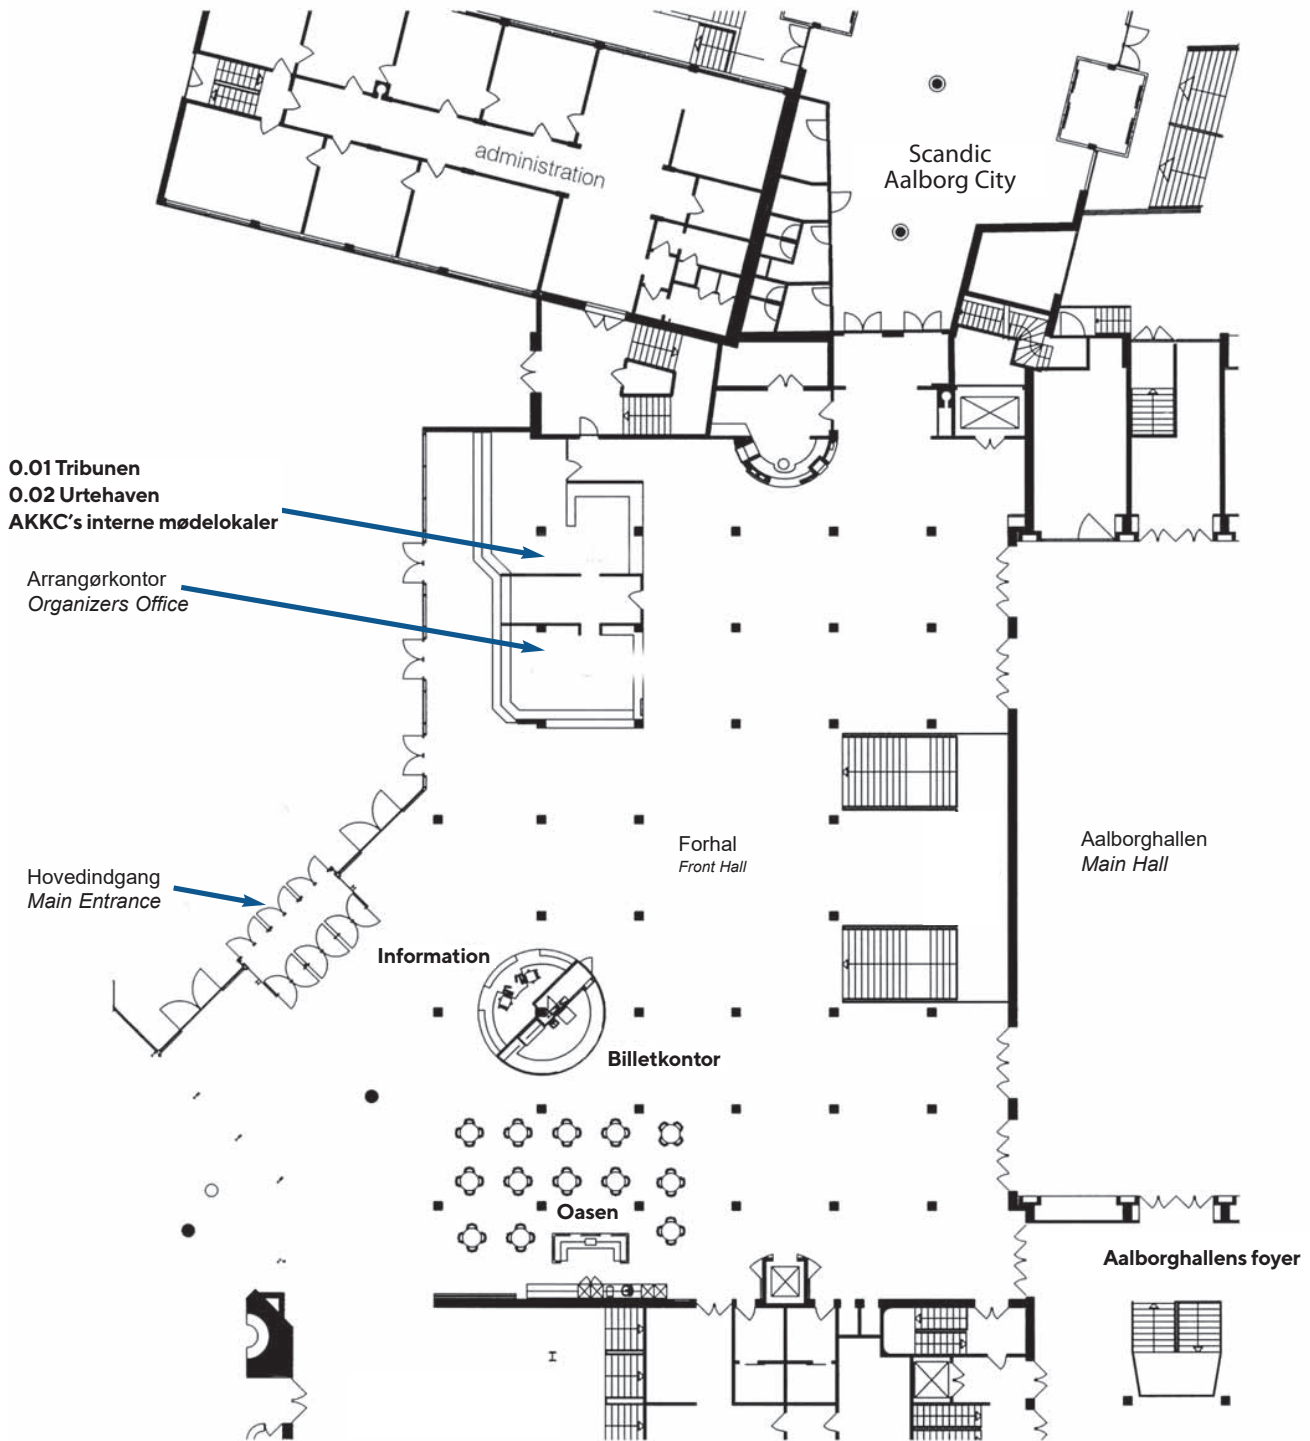 administration
Scandic
Aalborg City
0.01 Tribunen
0.02 Urtehaven
AKKC's interne mødelokaler
Arrangørkontor
Organizers Office
Forhal
Front Hall
Aalborghallen
Main Hall
Hovedindgang
Main Entrance
Information
Billetkontor
Oasen
Aalborghallens foyer